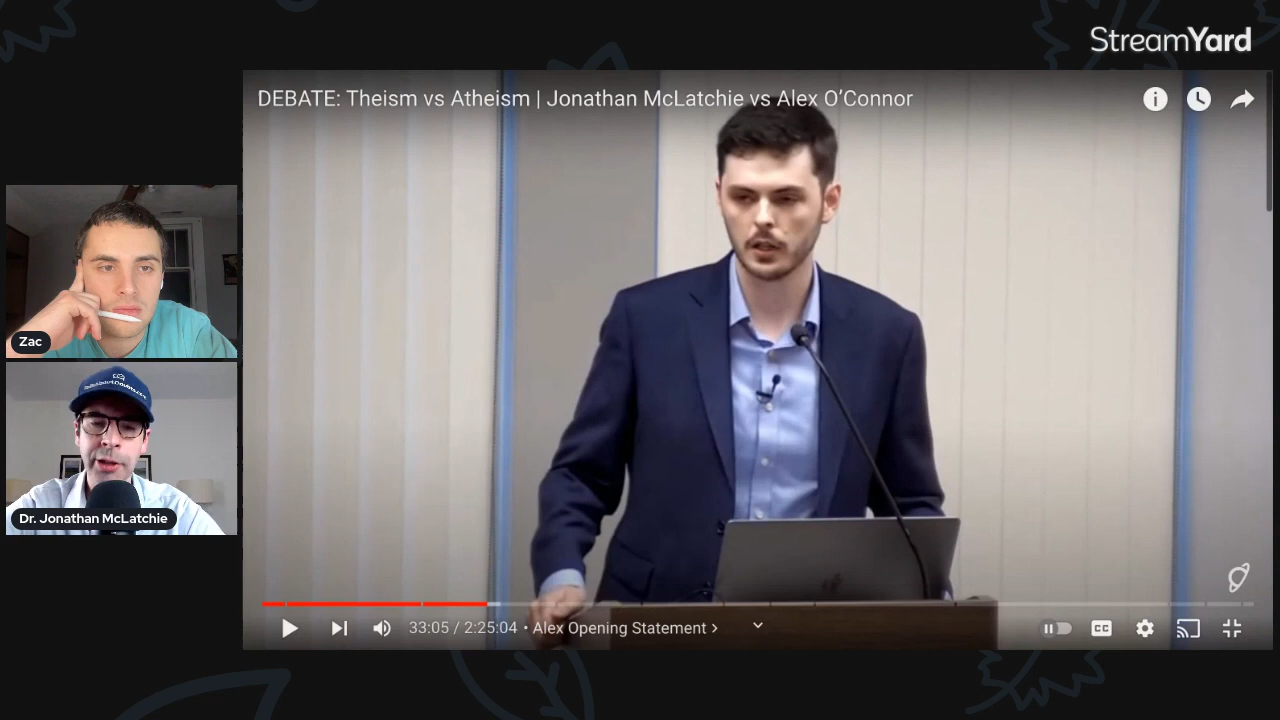 StreamYard
DEBATE: Theism vs Atheism | Jonathan McLatchie vs Alex O’Connor
Zac
Dr. Jonathan McLatchie
33:05 / 2:25:04 • Alex Opening Statement ›
CC